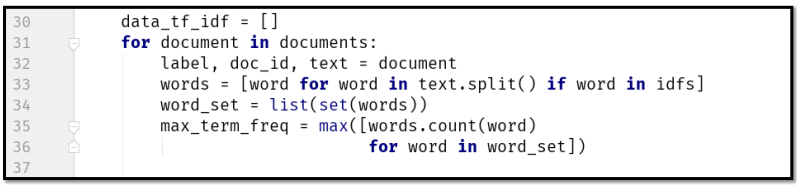 30 data_tf_idf = []
31 for document in documents:
32 label, doc_id, text = document
33 words = [word for word in text.split() if word in idfs]
34 word_set = list(set(words))
35 max_term_freq = max([words.count(word)
36 for word in word_set])
37